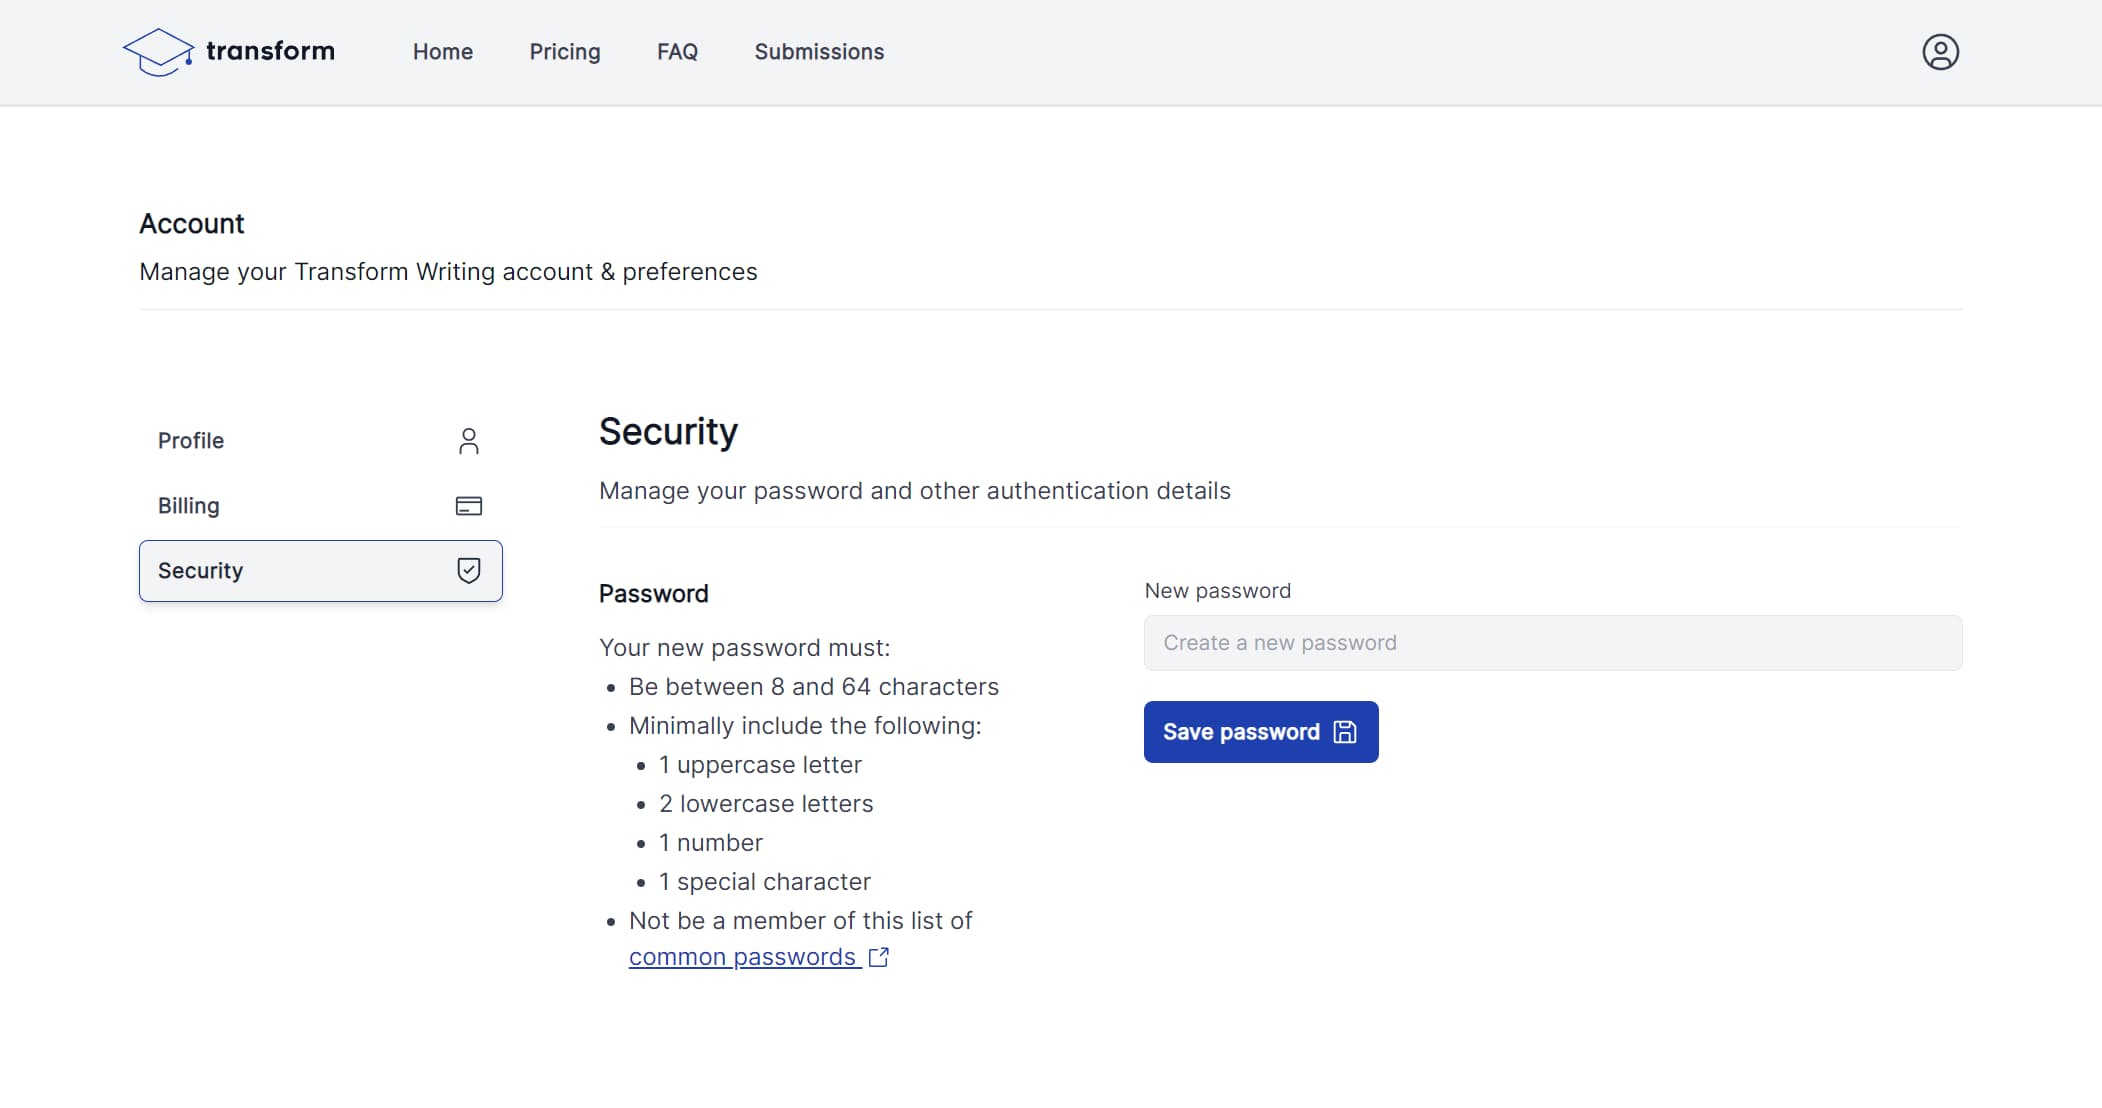 transform
Home
Pricing
FAQ
Submissions
Account
Manage your Transform Writing account & preferences
Profile
Billing
Security
Security
Manage your password and other authentication details
Password
Your new password must:
Be between 8 and 64 characters
Minimally include the following:
1 uppercase letter
2 lowercase letters
1 number
1 special character
Not be a member of this list of
common passwords
New password
Create a new password
Save password